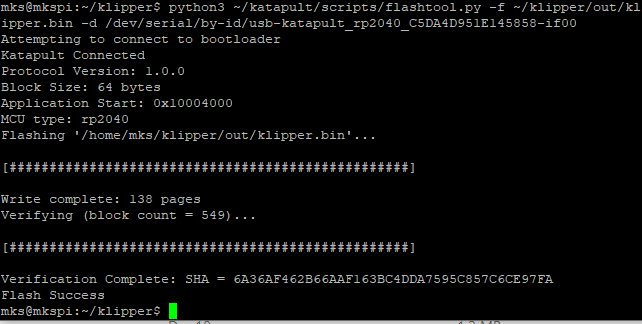 mks@mkspi:~/klipper$ python3 ~/katapult/scripts/flashtool.py -f ~/klipper/out/kl
ipper.bin -d /dev/serial/by-id/usb-katapult_rp2040_C5DA4D951E145858-if00
Attempting to connect to bootloader
Katapult Connected
Protocol Version: 1.0.0
Block Size: 64 bytes
Application Start: 0x10004000
MCU type: rp2040
Flashing '/home/mks/klipper/out/klipper.bin'...
[##################################################]
Write complete: 138 pages
Verifying (block count = 549)...
[##################################################]
Verification Complete: SHA = 6A36AF462B66AAF163BC4DDA7595C857C6CE97FA
Flash Success
mks@mkspi:~/klipper$